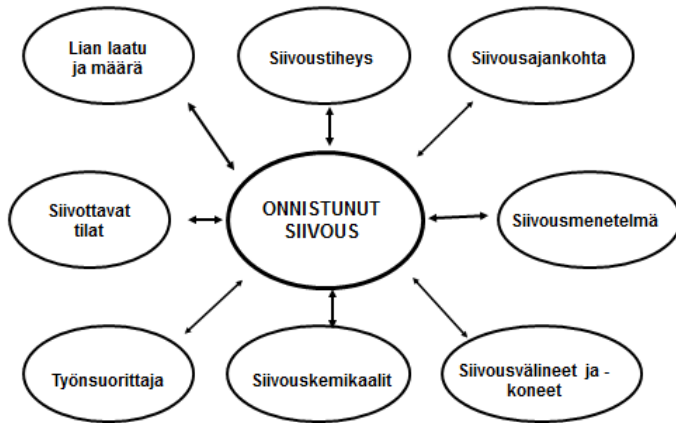 Lian laatu
ja määrä
Siivoustiheys
Siivousajankohta
Siivottavat
tilat
ONNISTUNUT
SIIVOUS
Siivousmenetelmä
Työnsuorittaja
Siivouskemikaalit
Siivousvälineet ja -
koneet